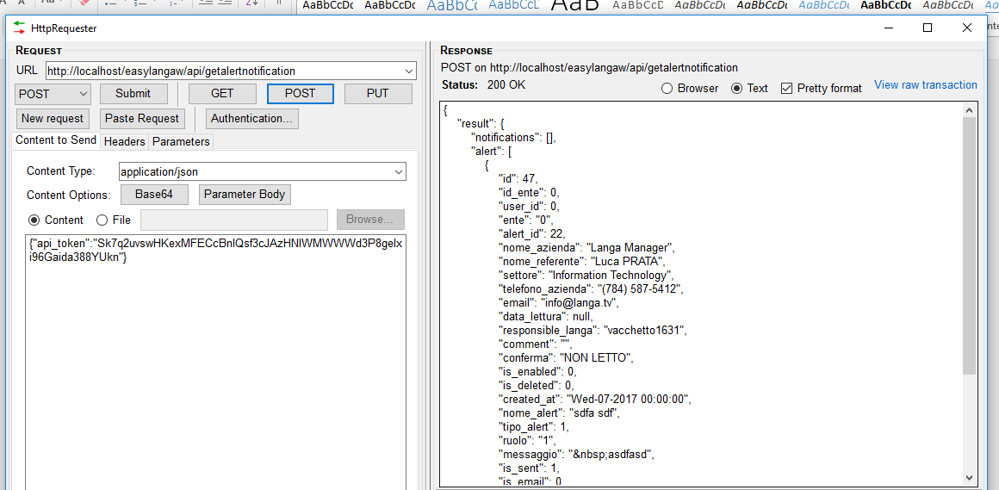 AaBbCcDc AaBbCcDc AaBbC AaBbCcC AaB AaBbCcD AaBbCcDc AaBbCcDc AaBbCcDc AaBbCcDc AaBbCcDc
HttpRequester
REQUEST
URL http://localhost/easylangaw/api/getalertnotification
POST Submit GET POST PUT
New request Paste Request Authentication...
Content to Send Headers Parameters
Content Type: application/json
Content Options: Base64 Parameter Body
Content File Browse...
{"api_token":"Sk7q2uvswHKexMFECcBnlQsf3cJAzHNIWMWWWd3P8gelx
i96Gaida388YUkn"}
RESPONSE
POST on http://localhost/easylangaw/api/getalertnotification
Status: 200 OK
Browser Text Pretty format View raw transaction
{
"result": {
"notifications": [],
"alert": [
{
"id": 47,
"id_ente": 0,
"user_id": 0,
"ente": "0",
"alert_id": 22,
"nome_azienda": "Langa Manager",
"nome_referente": "Luca PRATA",
"settore": "Information Technology",
"telefono_azienda": "(784) 587-5412",
"email": "info@langa.tv",
"data_lettura": null,
"responsible_langa": "vacchetto1631",
"comment": "",
"conferma": "NON LETTO",
"is_enabled": 0,
"is_deleted": 0,
"created_at": "Wed-07-2017 00:00:00",
"nome_alert": "sdfa sdf",
"tipo_alert": 1,
"ruolo": "1",
"messaggio": "&nbsp;asdfasd",
"is_sent": 1,
"is_email": 0